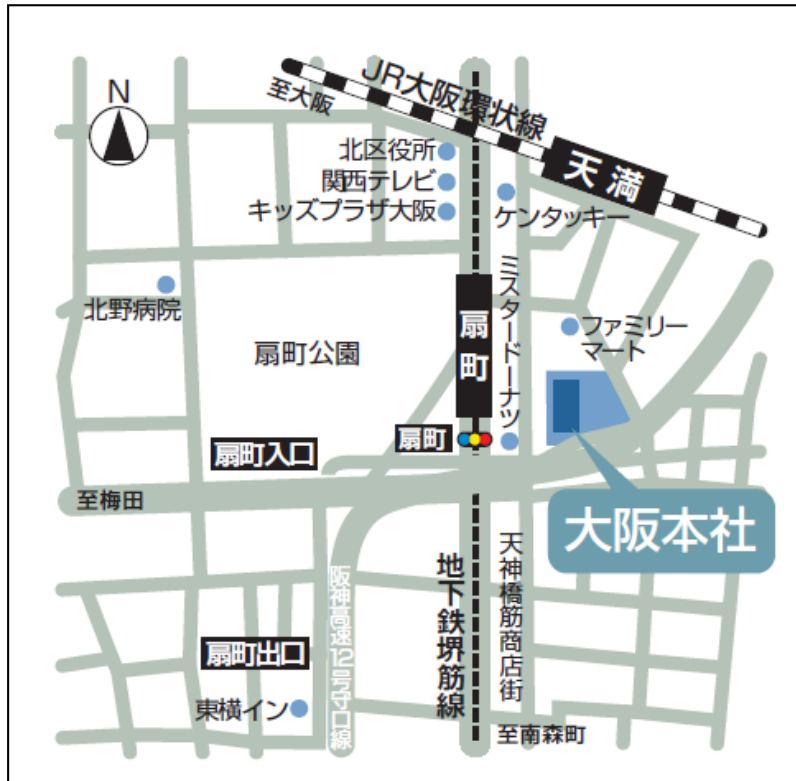 N
JR大阪環状線
至大阪
天満
北区役所
関西テレビ
キッズプラザ大阪
ケンタッキー
北野病院
扇町公園
扇町
ミスタードーナツ
ファミリー
マート
扇町
扇町入口
至梅田
大阪本社
天神橋筋商店街
地下鉄堺筋線
阪神高速12号守口線
扇町出口
東横イン
至南森町